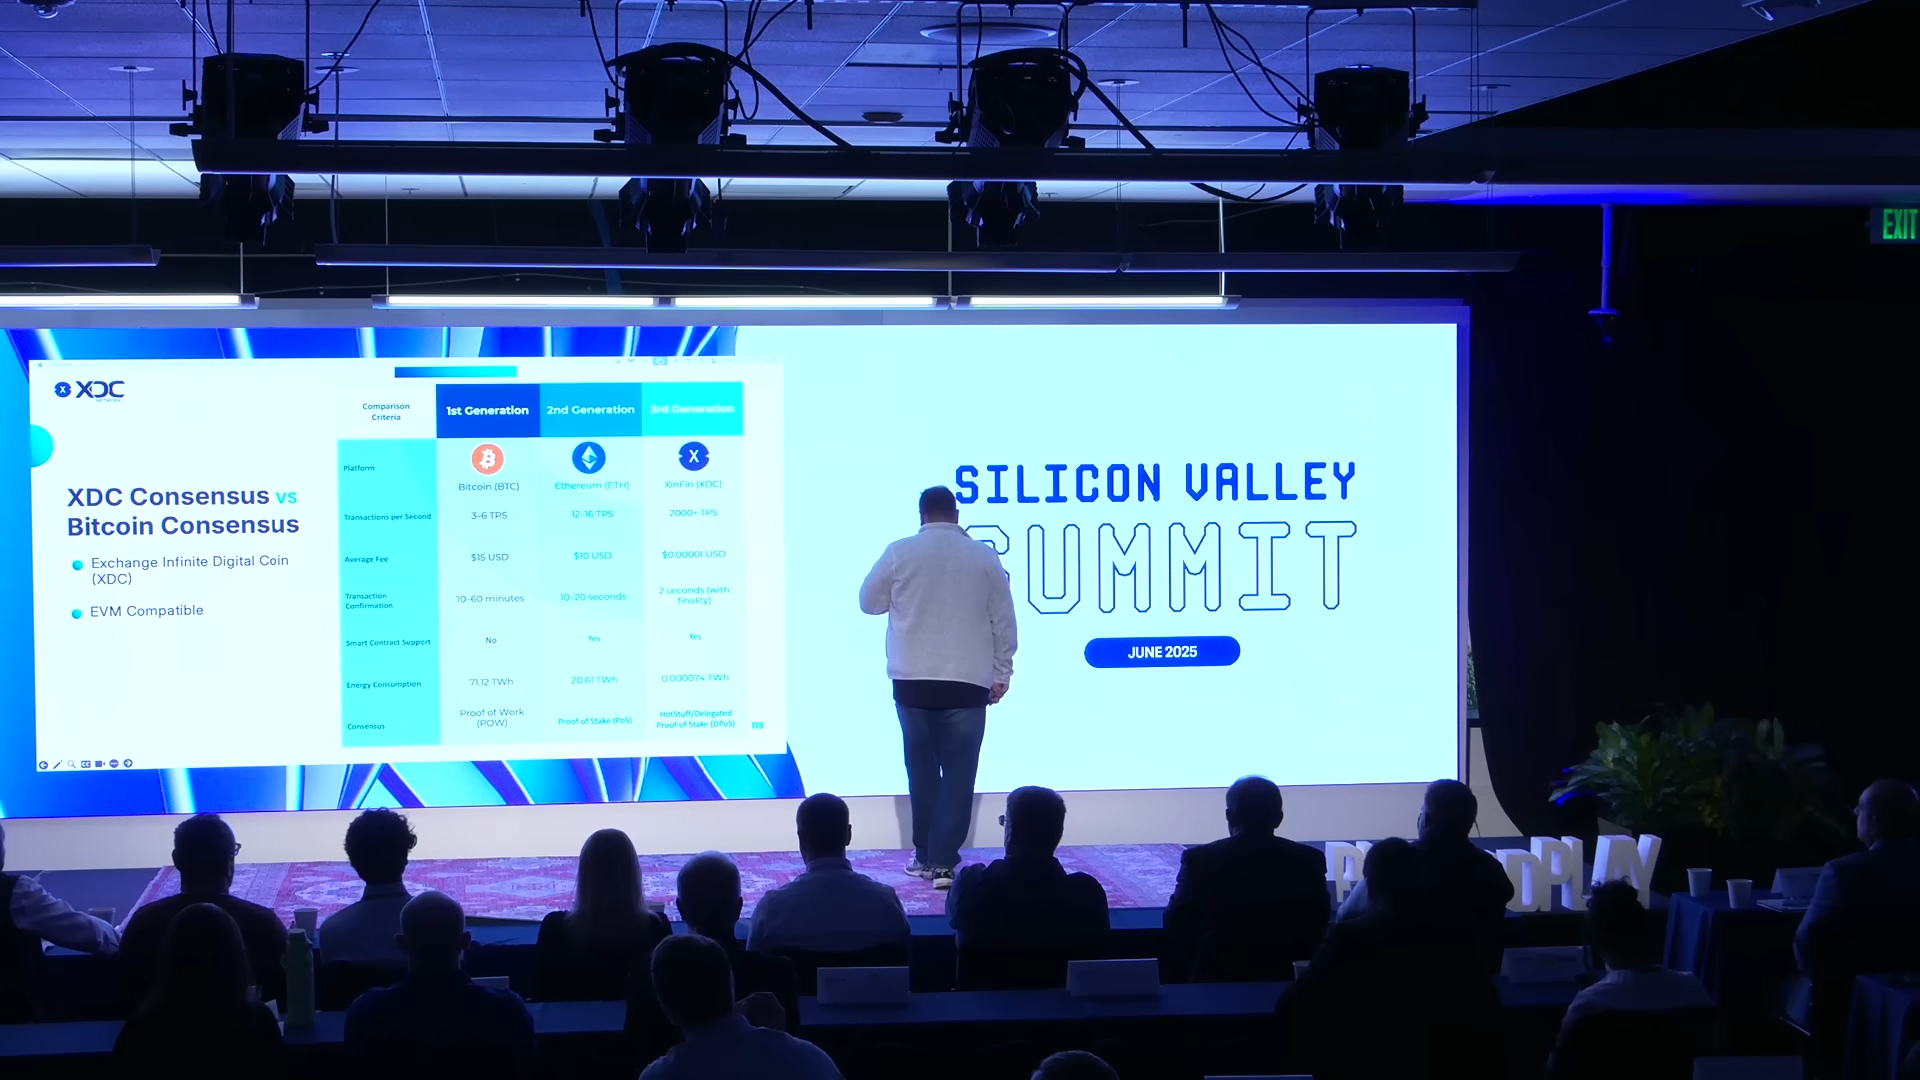 EXIT
XDC
Comparison
Criteria
1st Generation
2nd Generation
3rd Generation
Platform
Bitcoin (BTC)
Ethereum (ETH)
XinFin (XDC)
Transactions per Second
3–6 TPS
12–16 TPS
2000+ TPS
Average Fee
$15 USD
$10 USD
$0.00001 USD
Transaction
Confirmation
10–60 minutes
10–20 seconds
2 seconds (with
finality)
Smart Contract Support
No
Yes
Yes
Energy Consumption
71.12 TWh
20.61 TWh
0.000074 TWh
Consensus
Proof of Work
(POW)
Proof of Stake (PoS)
HotStuff/Delegated
Proof of Stake (DPoS)
XDC Consensus vs
Bitcoin Consensus
Exchange Infinite Digital Coin
(XDC)
EVM Compatible
SILICON VALLEY
SUMMIT
JUNE 2025